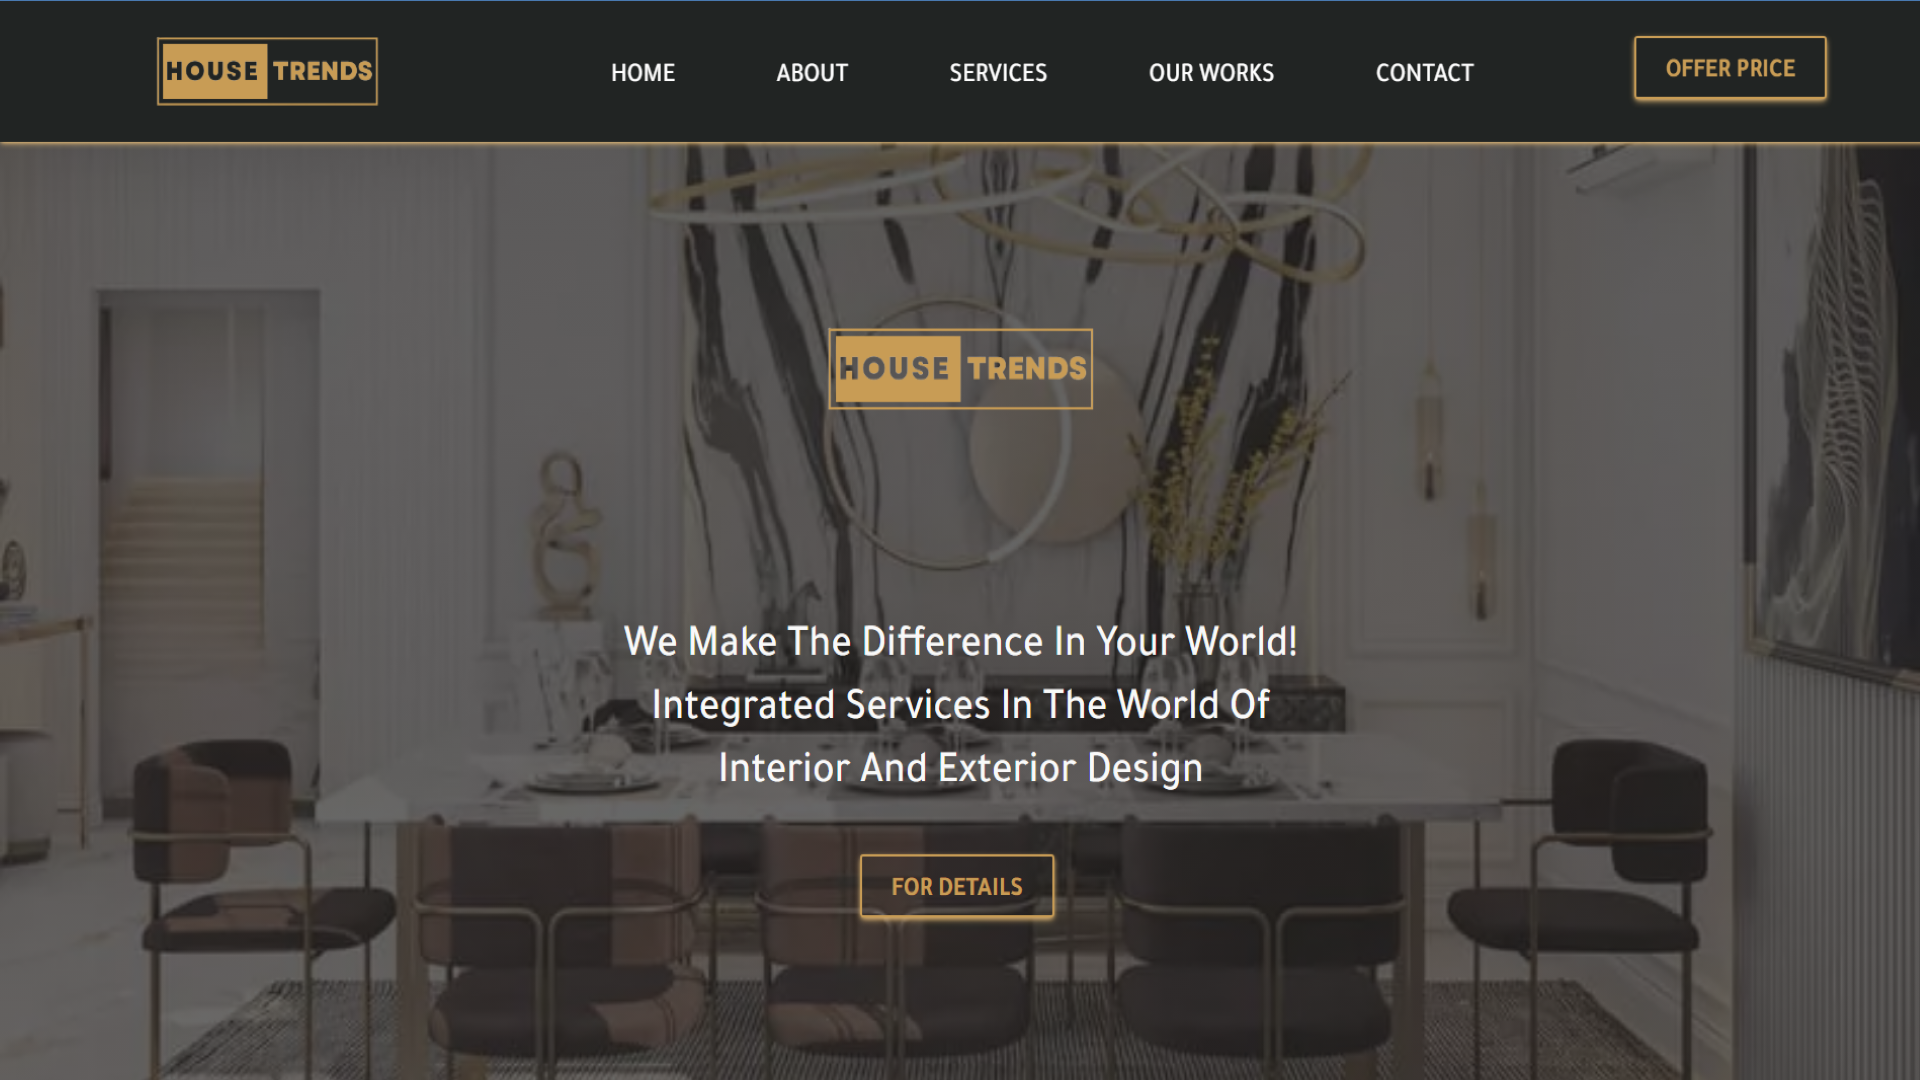 HOUSE TRENDS
HOME
ABOUT
SERVICES
OUR WORKS
CONTACT
OFFER PRICE
HOUSE TRENDS
We Make The Difference In Your World!
Integrated Services In The World Of
Interior And Exterior Design
FOR DETAILS